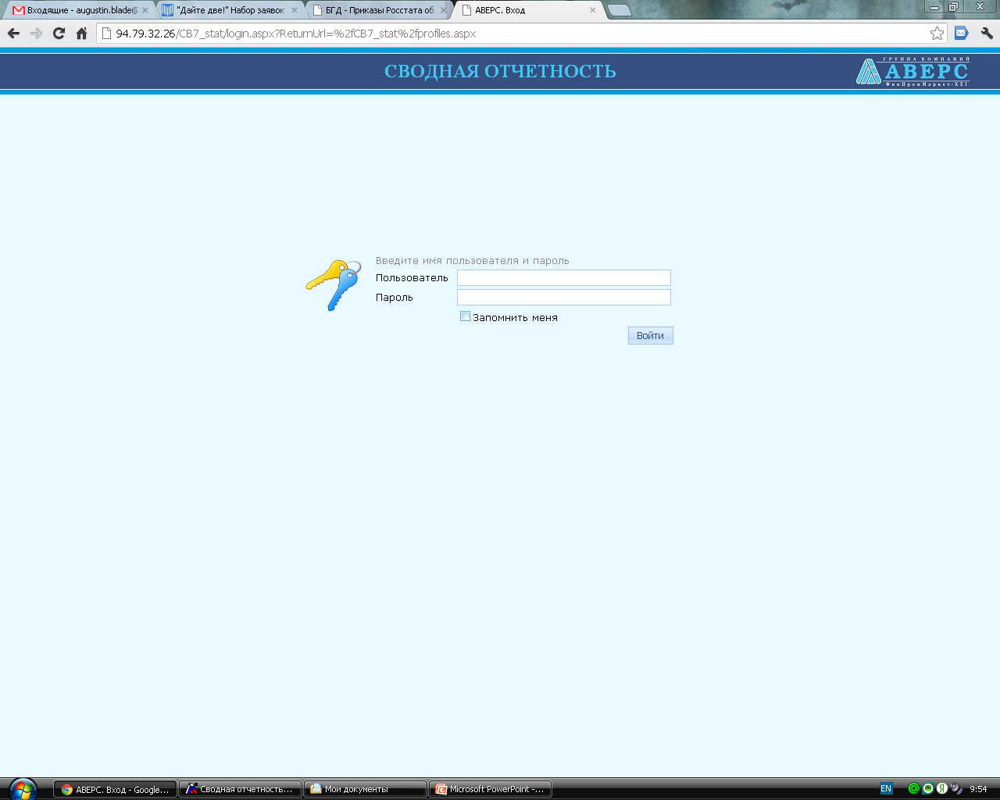 Входящие - augustin.blade@
"Дайте две!" Набор заявок
БГД - Приказы Росстата об
АВЕРС. Вход
94.79.32.26/CB7_stat/login.aspx?ReturnUrl=%2fCB7_stat%2fprofiles.aspx
СВОДНАЯ ОТЧЕТНОСТЬ
ГРУППА КОМПАНИЙ
АВЕРС
ФинПромМаркет-XXI
Введите имя пользователя и пароль
Пользователь
Пароль
Запомнить меня
Войти
АВЕРС. Вход - Google...
Сводная отчетность...
Мои документы
Microsoft PowerPoint -...
EN
9:54